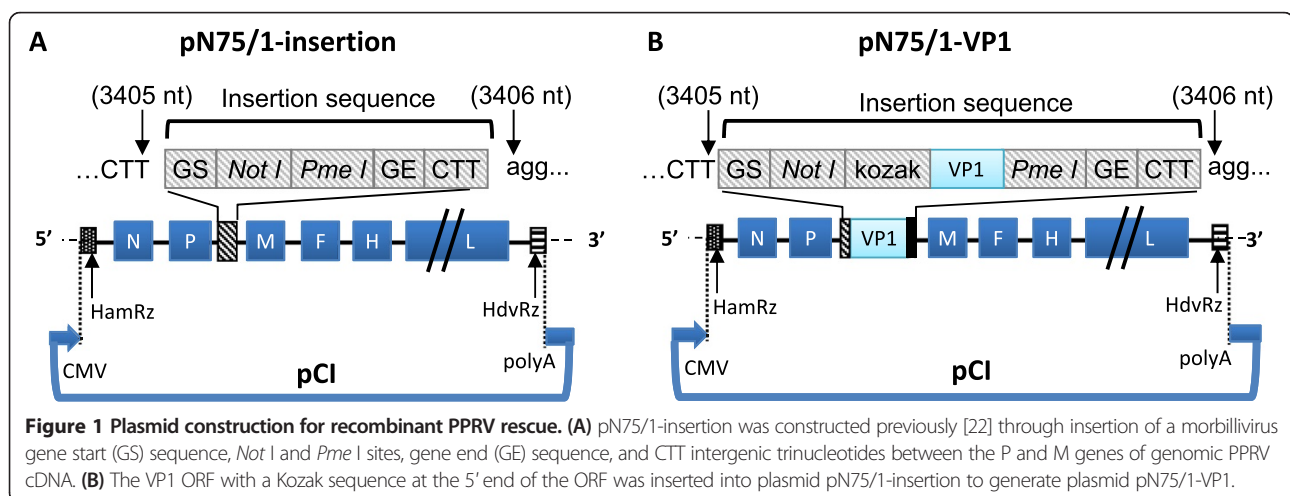 A
pN75/1-insertion
(3405 nt)
Insertion sequence
(3406 nt)
...CTT GS Not I Pme I GE CTT agg...
5’ N P M F H L 3’
HamRz
HdvRz
CMV
polyA
pCI
B
pN75/1-VP1
(3405 nt)
Insertion sequence
(3406 nt)
...CTT GS Not I kozak VP1 Pme I GE CTT agg...
5’ N P VP1 M F H L 3’
HamRz
HdvRz
CMV
polyA
pCI
Figure 1 Plasmid construction for recombinant PPRV rescue. (A) pN75/1-insertion was constructed previously [22] through insertion of a morbillivirus
gene start (GS) sequence, Not I and Pme I sites, gene end (GE) sequence, and CTT intergenic trinucleotides between the P and M genes of genomic PPRV
cDNA. (B) The VP1 ORF with a Kozak sequence at the 5’ end of the ORF was inserted into plasmid pN75/1-insertion to generate plasmid pN75/1-VP1.